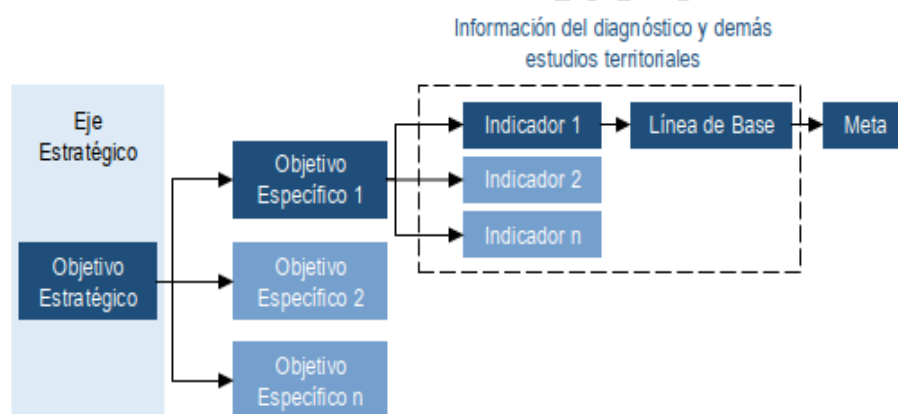 Información del diagnóstico y demás
estudios territoriales
Eje
Estratégico
Objetivo
Estratégico
Objetivo
Específico 1
Objetivo
Específico 2
Objetivo
Específico n
Indicador 1
Indicador 2
Indicador n
Línea de Base
Meta